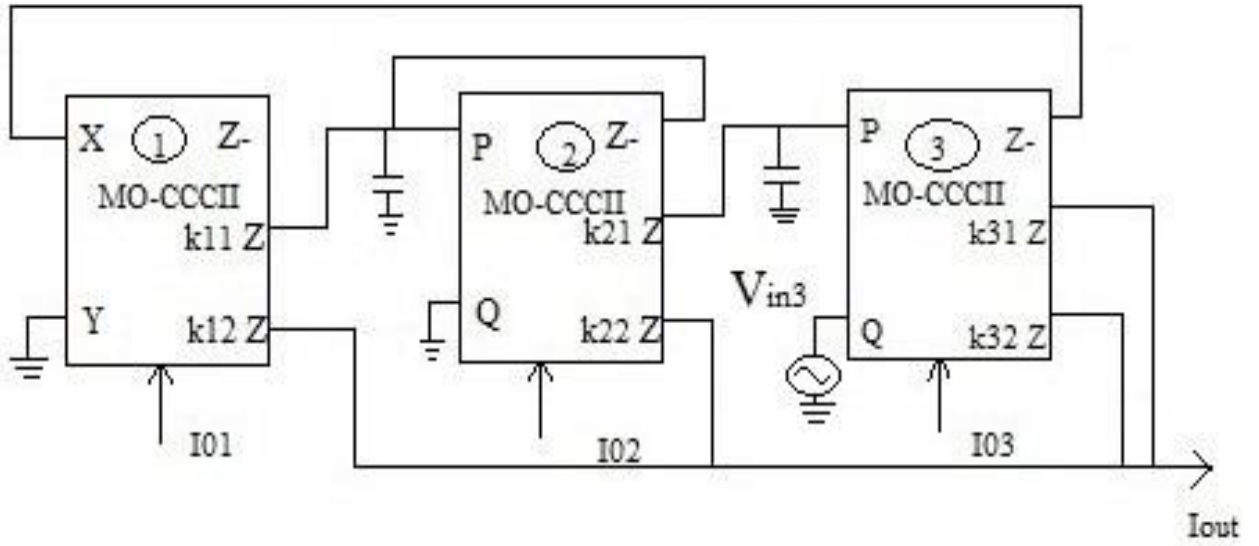 X 1 Z-
MO-CCCII
k11 Z
Y
k12 Z
I01
P 2 Z-
MO-CCCII
k21 Z
Q
k22 Z
I02
Vin3
P 3 Z-
MO-CCCII
k31 Z
Q
k32 Z
I03
Iout